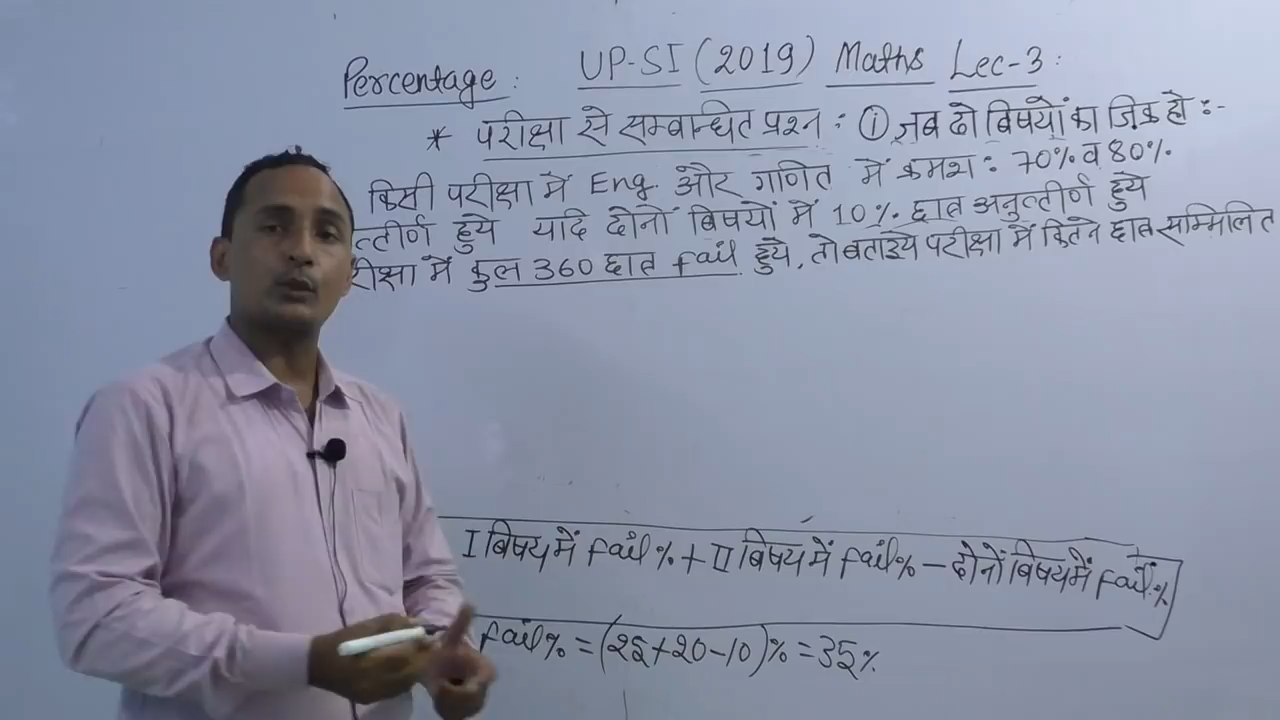 Percentage : UP-SI (2019) Maths Lec-3 :
* परीक्षा से सम्बान्धित प्रश्न : ① जब दो बिषयों का जिक्र हो :-
किसी परीक्षा में Eng. और गणित में क्रमश : 70% व 80%.
त्तीर्ण हुये यदि दोनो बिषयों में 10%. छात्र अनुत्तीर्ण हुये
रीक्षा में कुल 360 छात्र fail हुये, तो बताइये परीक्षा में कितने छात्र सम्मिलित
I बिषय में fail % + II बिषय में fail % - दोनों बिषय में fail %
fail % = (25+20-10)% = 35%